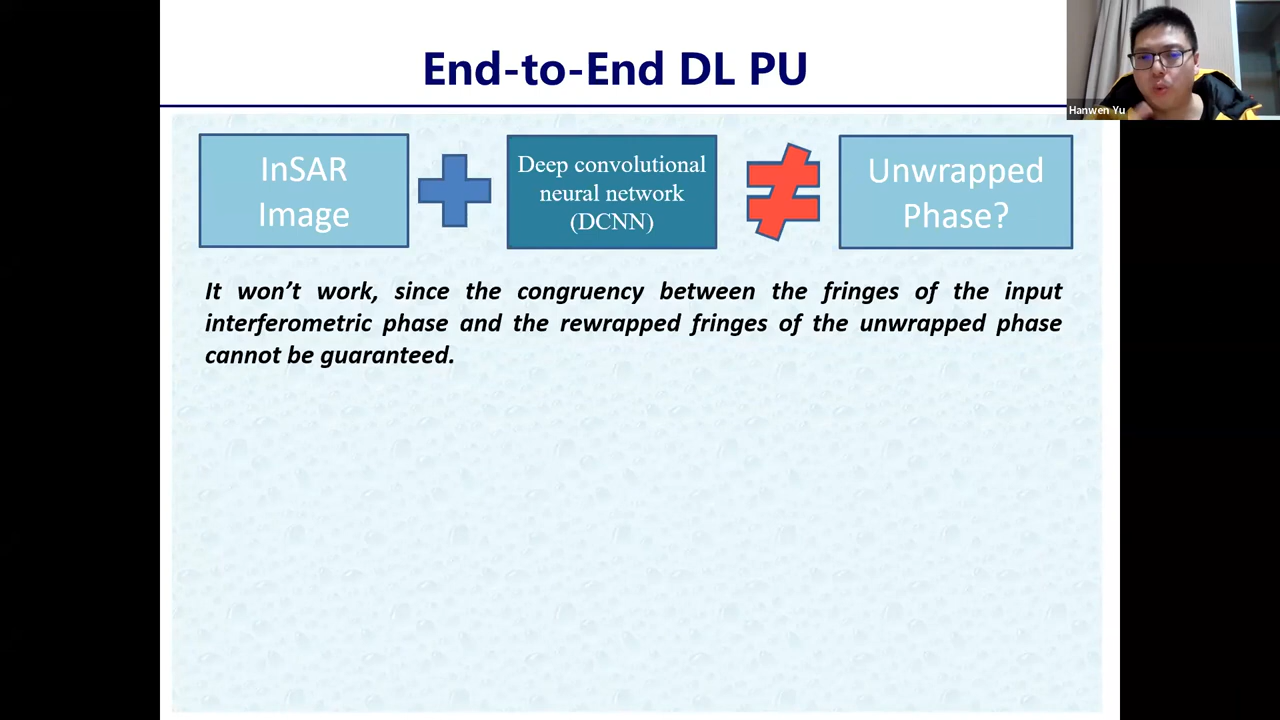 End-to-End DL PU
Hanwen Yu
InSAR
Image
Deep convolutional
neural network
(DCNN)
Unwrapped
Phase?
It won’t work, since the congruency between the fringes of the input
interferometric phase and the rewrapped fringes of the unwrapped phase
cannot be guaranteed.